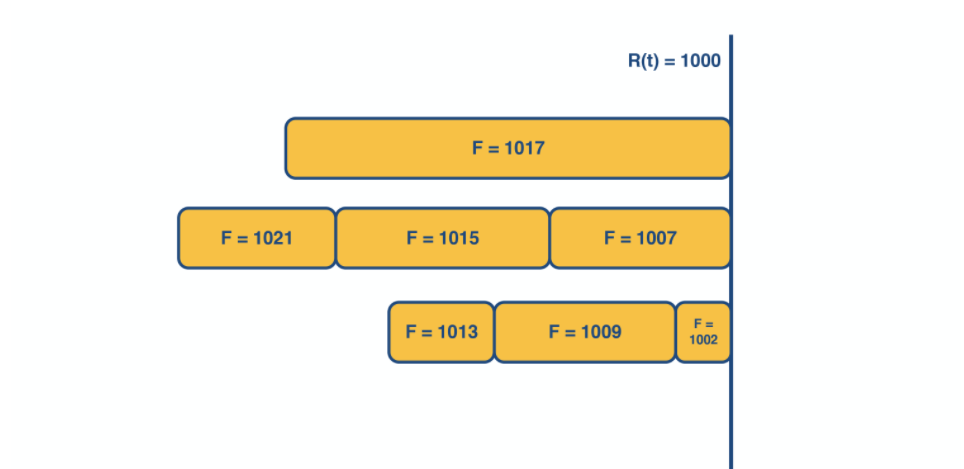 R(t) = 1000
F = 1017
F = 1021
F = 1015
F = 1007
F = 1013
F = 1009
F =
1002